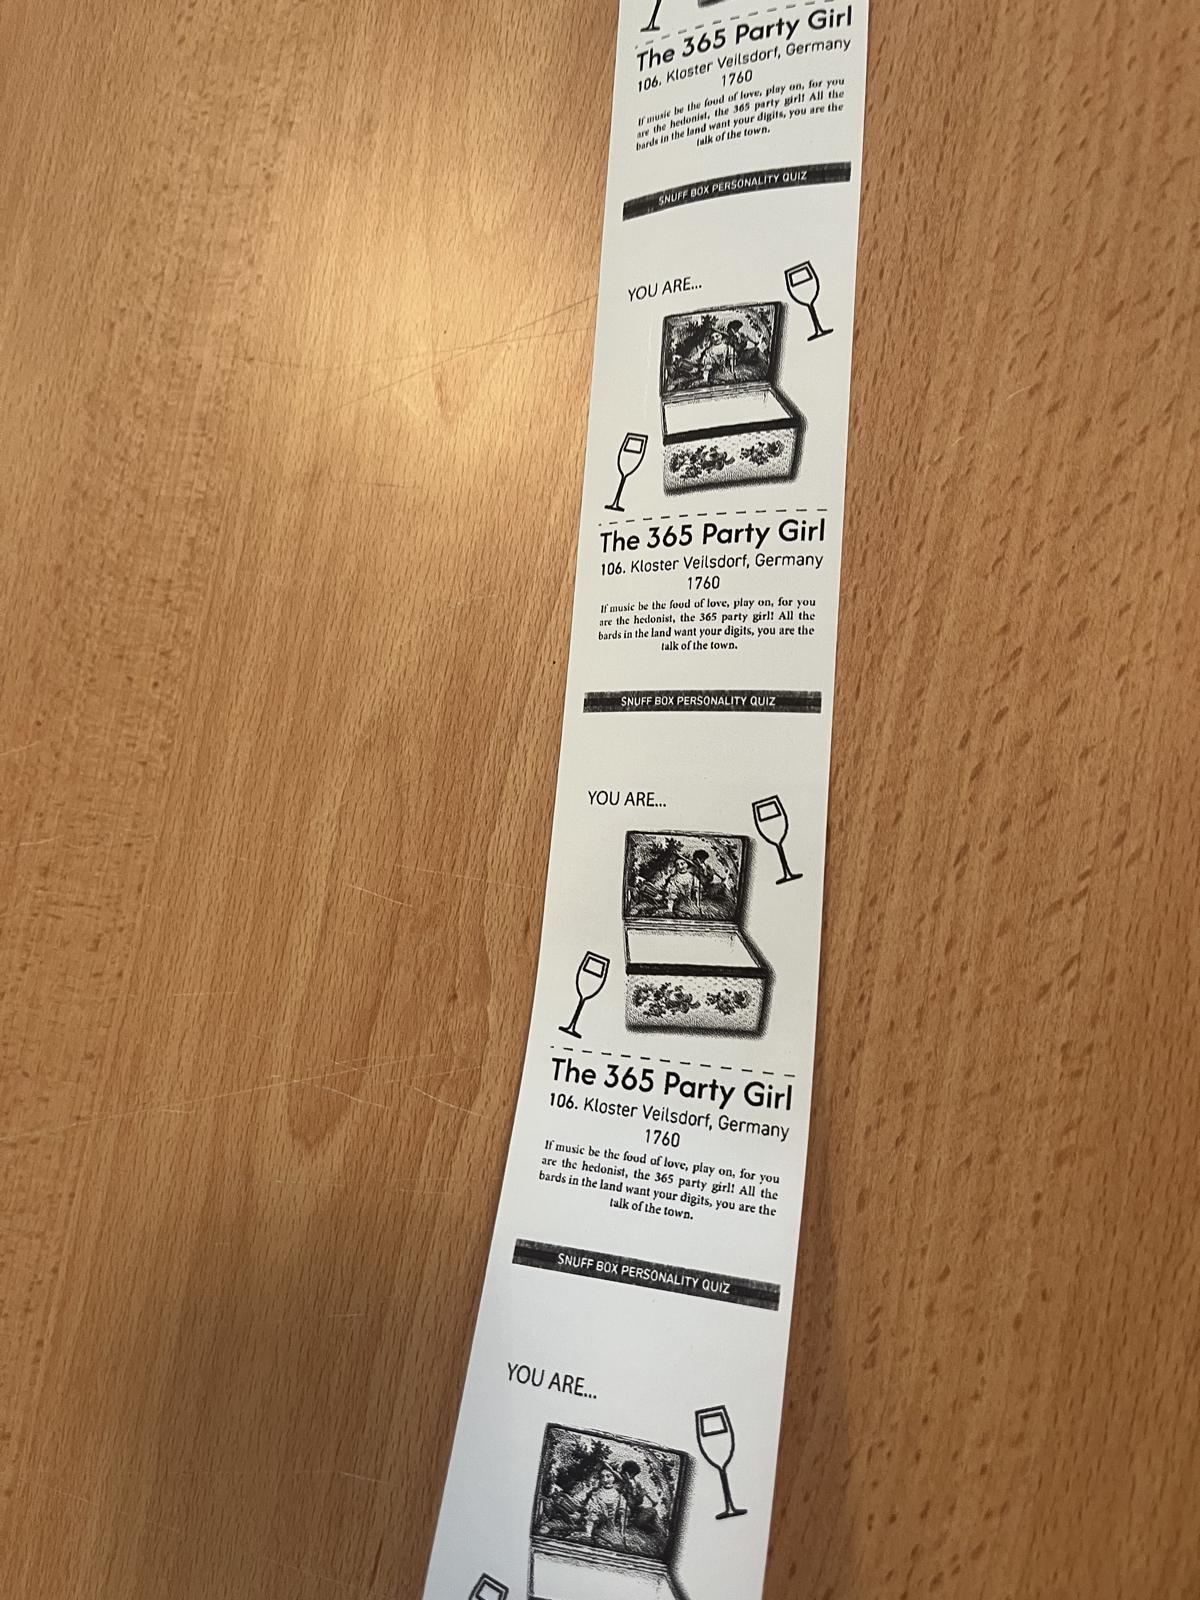 The 365 Party Girl
106. Kloster Veilsdorf, Germany
1760
If music be the food of love, play on, for you
are the hedonist, the 365 party girl! All the
bards in the land want your digits, you are the
talk of the town.
SNUFF BOX PERSONALITY QUIZ
YOU ARE...
The 365 Party Girl
106. Kloster Veilsdorf, Germany
1760
If music be the food of love, play on, for you
are the hedonist, the 365 party girl! All the
bards in the land want your digits, you are the
talk of the town.
SNUFF BOX PERSONALITY QUIZ
YOU ARE...
The 365 Party Girl
106. Kloster Veilsdorf, Germany
1760
If music be the food of love, play on, for you
are the hedonist, the 365 party girl! All the
bards in the land want your digits, you are the
talk of the town.
SNUFF BOX PERSONALITY QUIZ
YOU ARE...